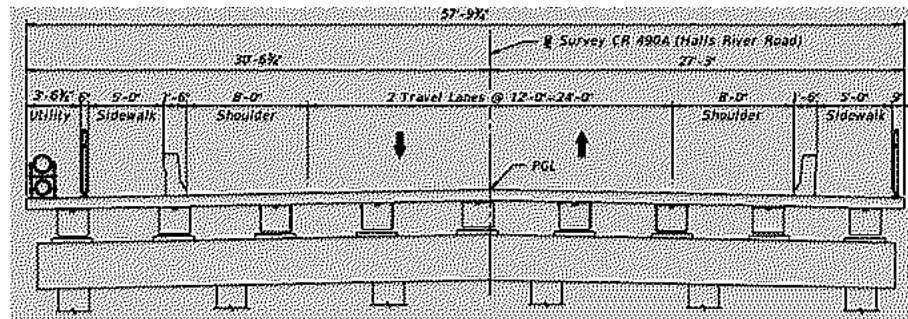 57'-9¾"
℄ Survey CR 490A (Halls River Road)
30'-6¾" 27'-3"
3'-6¾" 6" 5'-0" 1'-6" 8'-0" 2 Travel Lanes @ 12'-0"=24'-0" 8'-0" 1'-6" 5'-0" 9"
Utility Sidewalk Shoulder Shoulder Sidewalk
PGL